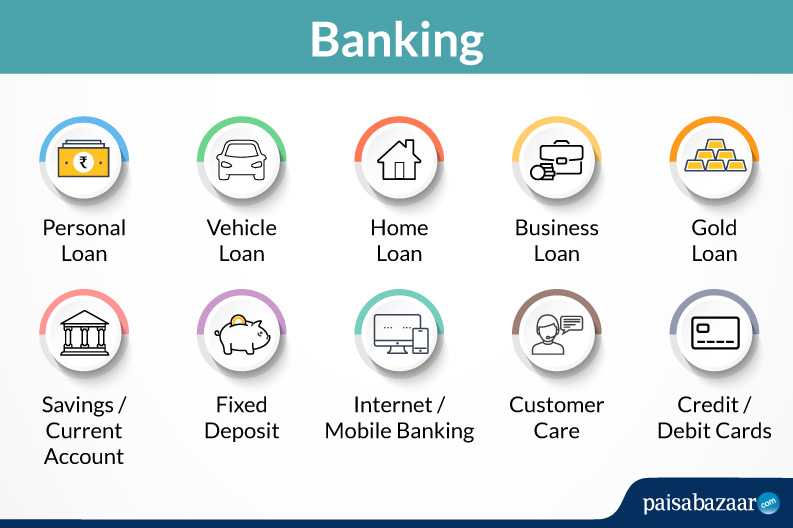 Banking
₹
Personal
Loan
Vehicle
Loan
Home
Loan
Business
Loan
Gold
Loan
Savings /
Current
Account
Fixed
Deposit
Internet /
Mobile Banking
Customer
Care
Credit /
Debit Cards
paisabazaar.com